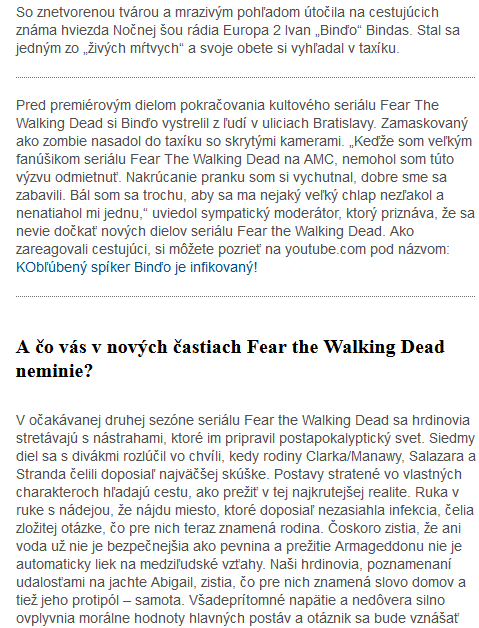 So znetvorenou tvárou a mrazivým pohľadom útočila na cestujúcich
známa hviezda Nočnej šou rádia Europa 2 Ivan „Binďo“ Bindas. Stal sa
jedným zo „živých mŕtvych“ a svoje obete si vyhľadal v taxíku.
Pred premiérovým dielom pokračovania kultového seriálu Fear The
Walking Dead si Binďo vystrelil z ľudí v uliciach Bratislavy. Zamaskovaný
ako zombie nasadol do taxíku so skrytými kamerami. „Keďže som veľkým
fanúšikom seriálu Fear The Walking Dead na AMC, nemohol som túto
výzvu odmietnuť. Nakrúcanie pranku som si vychutnal, dobre sme sa
zabavili. Bál som sa trochu, aby sa ma nejaký veľký chlap nezľakol a
nenatiahol mi jednu,“ uviedol sympatický moderátor, ktorý priznáva, že sa
nevie dočkať nových dielov seriálu Fear the Walking Dead. Ako
zareagovali cestujúci, si môžete pozrieť na youtube.com pod názvom:
KObľúbený spíker Binďo je infikovaný!
A čo vás v nových častiach Fear the Walking Dead
neminie?
V očakávanej druhej sezóne seriálu Fear the Walking Dead sa hrdinovia
stretávajú s nástrahami, ktoré im pripravil postapokalyptický svet. Siedmy
diel sa s divákmi rozlúčil vo chvíli, kedy rodiny Clarka/Manawy, Salazara a
Stranda čelili doposiaľ najväčšej skúške. Postavy stratené vo vlastných
charakteroch hľadajú cestu, ako prežiť v tej najkrutejšej realite. Ruka v
ruke s nádejou, že nájdu miesto, ktoré doposiaľ nezasiahla infekcia, čelia
zložitej otázke, čo pre nich teraz znamená rodina. Čoskoro zistia, že ani
voda už nie je bezpečnejšia ako pevnina a prežitie Armageddonu nie je
automaticky liek na medziľudské vzťahy. Naši hrdinovia, poznamenaní
udalosťami na jachte Abigail, zistia, čo pre nich znamená slovo domov a
tiež jeho protipól – samota. Všadeprítomné napätie a nedôvera silno
ovplyvnia morálne hodnoty hlavných postáv a otáznik sa bude vznášať